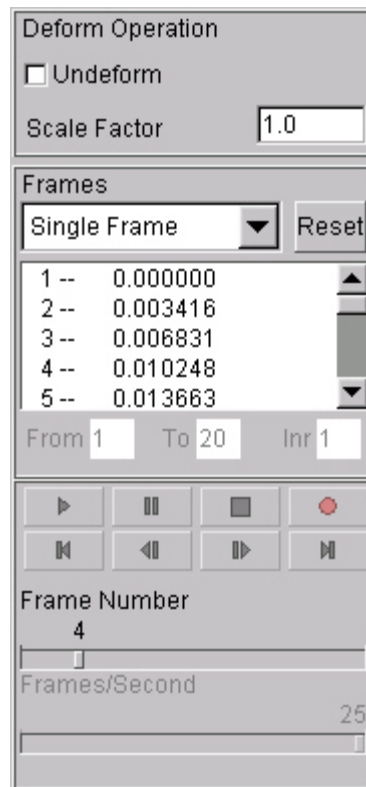 Deform Operation
Undeform
Scale Factor 1.0
Frames
Single Frame Reset
1 -- 0.000000
2 -- 0.003416
3 -- 0.006831
4 -- 0.010248
5 -- 0.013663
From 1 To 20 Inr 1
Frame Number
4
Frames/Second
25